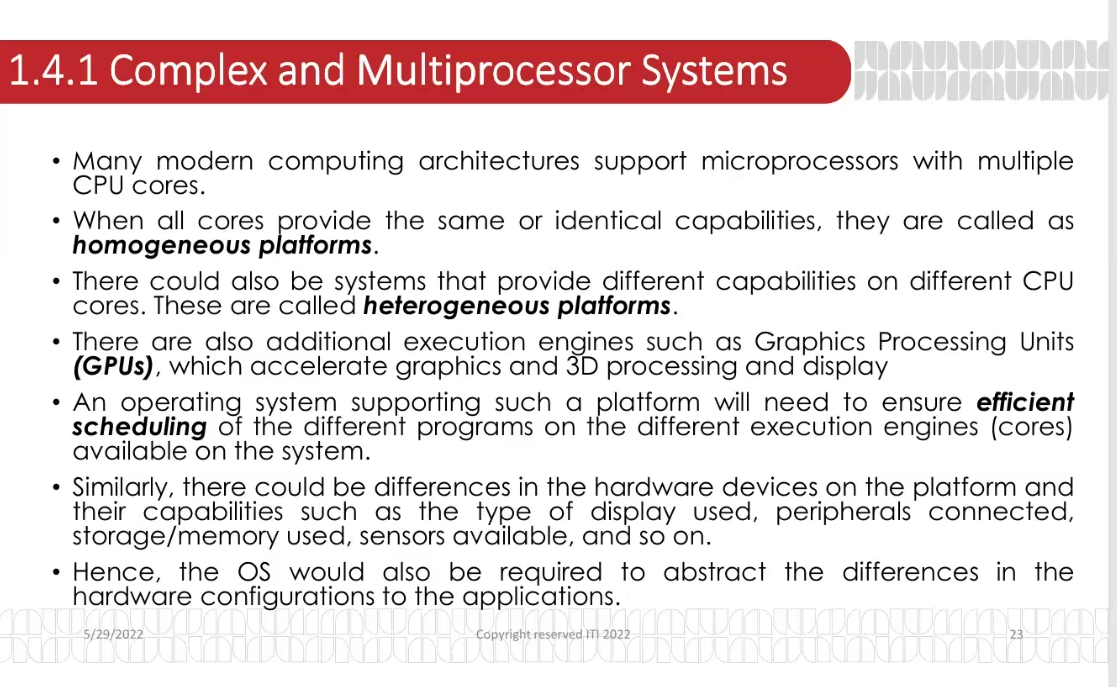 1.4.1 Complex and Multiprocessor Systems
• Many modern computing architectures support microprocessors with multiple
CPU cores.
• When all cores provide the same or identical capabilities, they are called as
homogeneous platforms.
• There could also be systems that provide different capabilities on different CPU
cores. These are called heterogeneous platforms.
• There are also additional execution engines such as Graphics Processing Units
(GPUs), which accelerate graphics and 3D processing and display
• An operating system supporting such a platform will need to ensure efficient
scheduling of the different programs on the different execution engines (cores)
available on the system.
• Similarly, there could be differences in the hardware devices on the platform and
their capabilities such as the type of display used, peripherals connected,
storage/memory used, sensors available, and so on.
• Hence, the OS would also be required to abstract the differences in the
hardware configurations to the applications.
5/29/2022 Copyright reserved ITI 2022 23